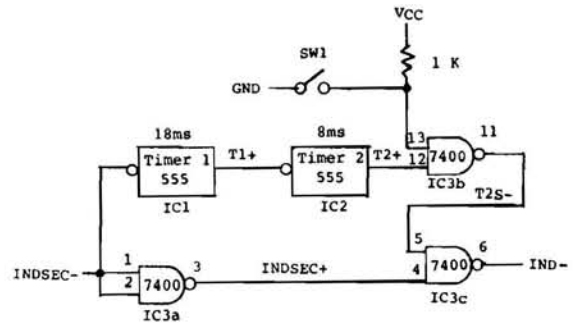 VCC
SW1
1 K
GND
18ms
8ms
13
11
Timer 1
T1+
Timer 2
T2+
12
7400
555
555
IC3b
IC1
IC2
T2S-
5
6
INDSEC-
1
3
INDSEC+
7400
IND-
2
7400
4
IC3c
IC3a